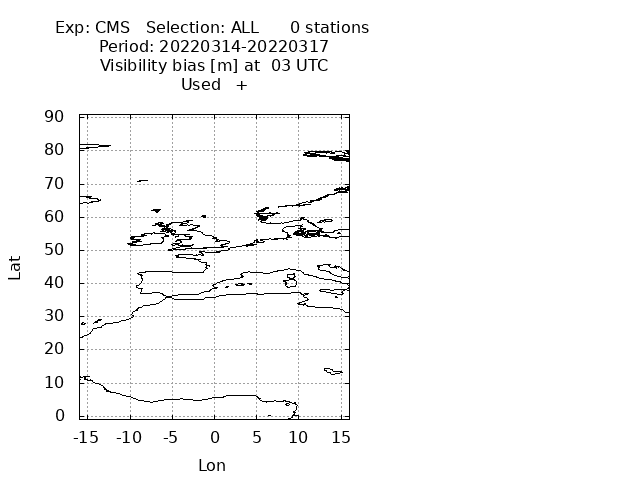 Exp: CMS Selection: ALL 0 stations
Period: 20220314-20220317
Visibility bias [m] at 03 UTC
Used +
90
80
70
60
50
40
30
20
10
0
Lat
-15 -10 -5 0 5 10 15
Lon